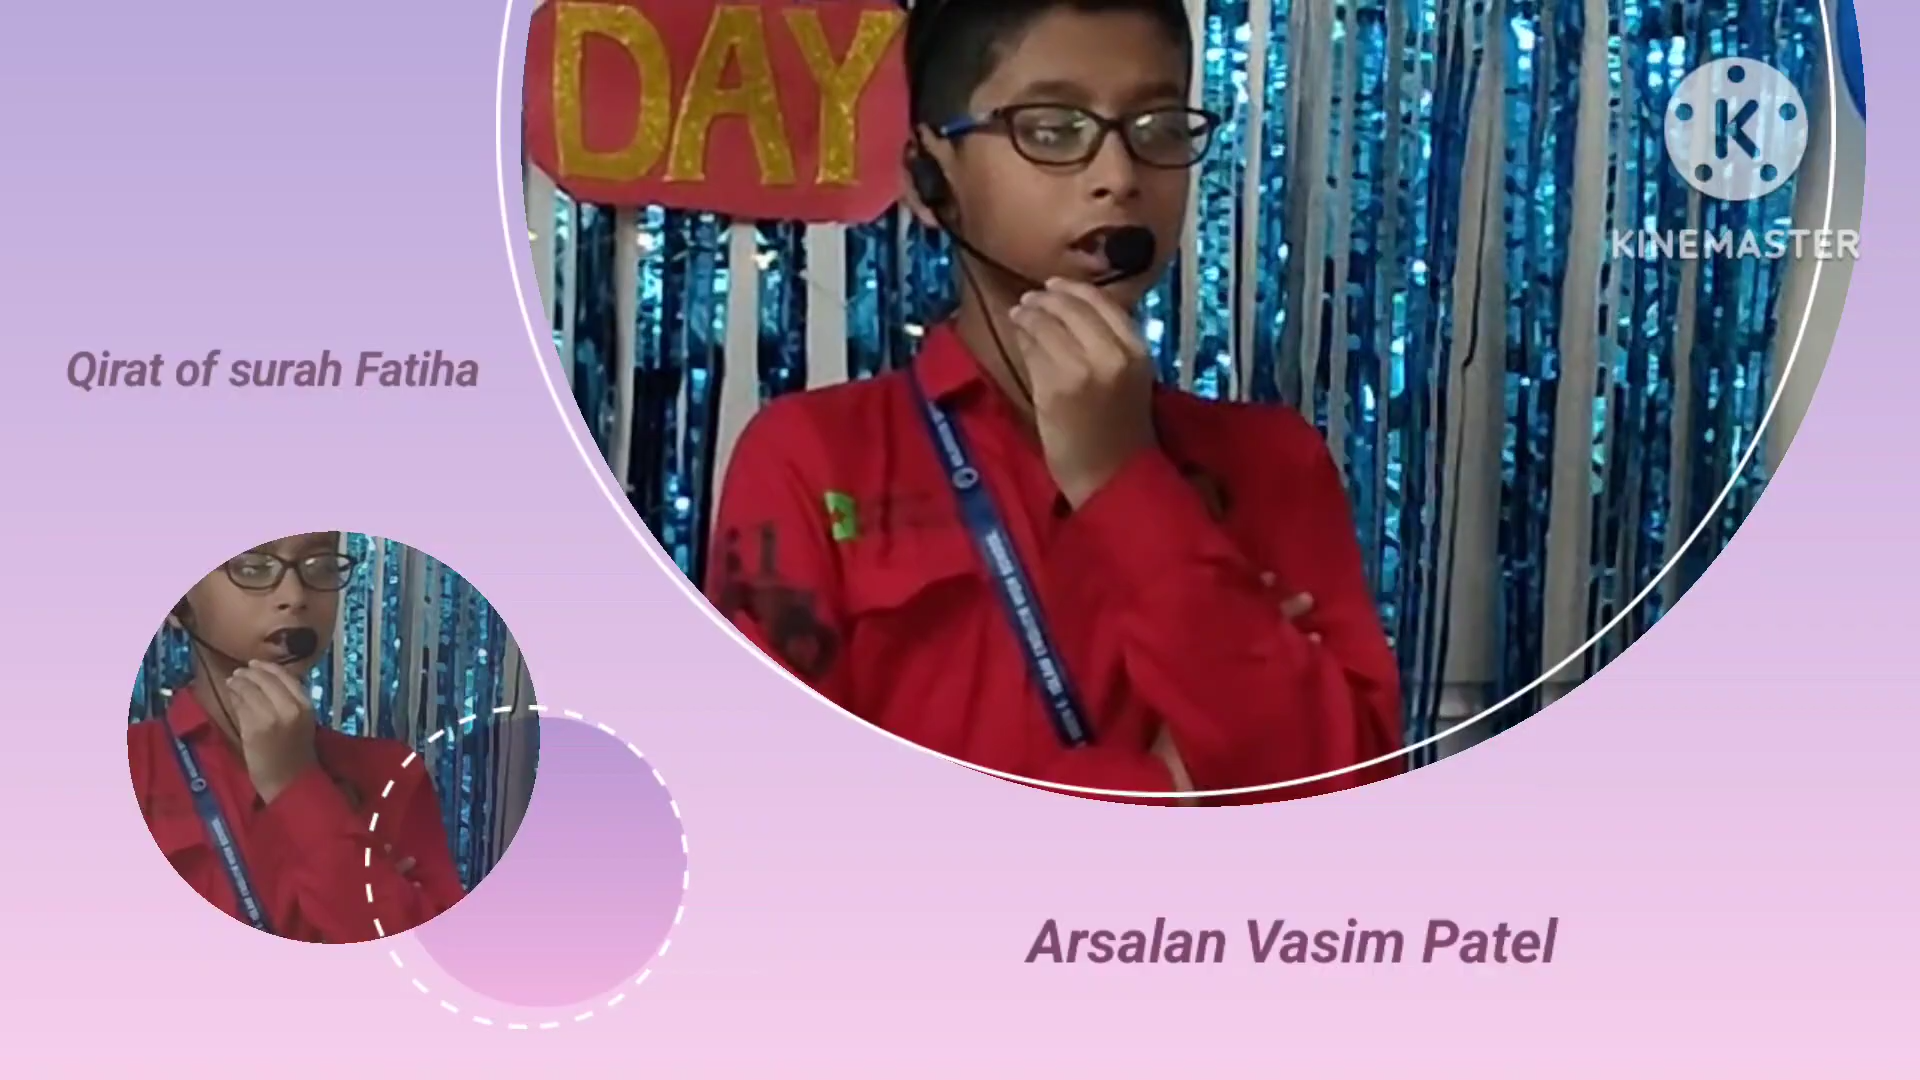 DAY
K
KINEMASTER
Qirat of surah Fatiha
Arsalan Vasim Patel